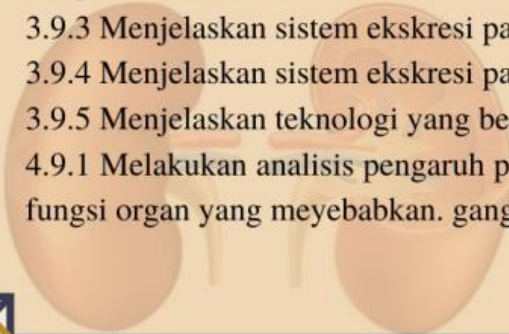 3.9.3 Menjelaskan sistem ekskresi pa
3.9.4 Menjelaskan sistem ekskresi pa
3.9.5 Menjelaskan teknologi yang be
4.9.1 Melakukan analisis pengaruh p
fungsi organ yang meyebabkan. gang